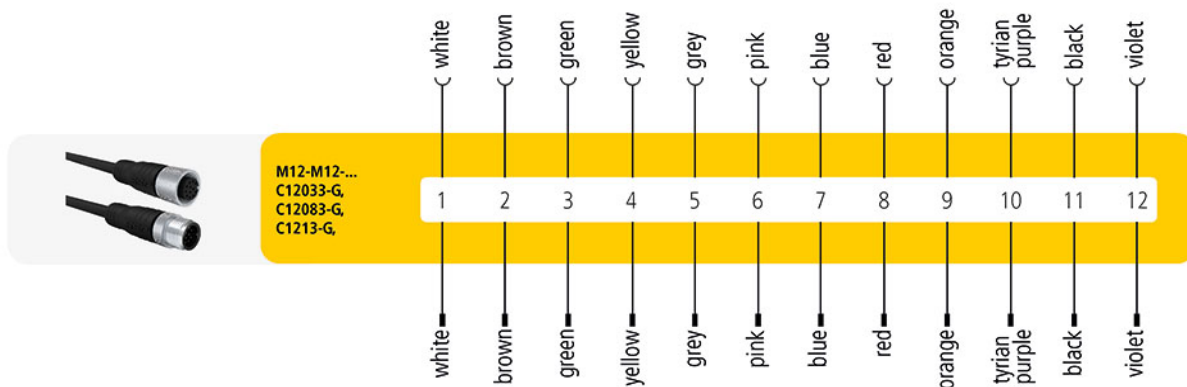 white brown green yellow grey pink blue red orange tyrian purple black violet
M12-M12-...
C12033-G,
C12083-G,
C1213-G,
1 2 3 4 5 6 7 8 9 10 11 12
white brown green yellow grey pink blue red orange tyrian purple black violet